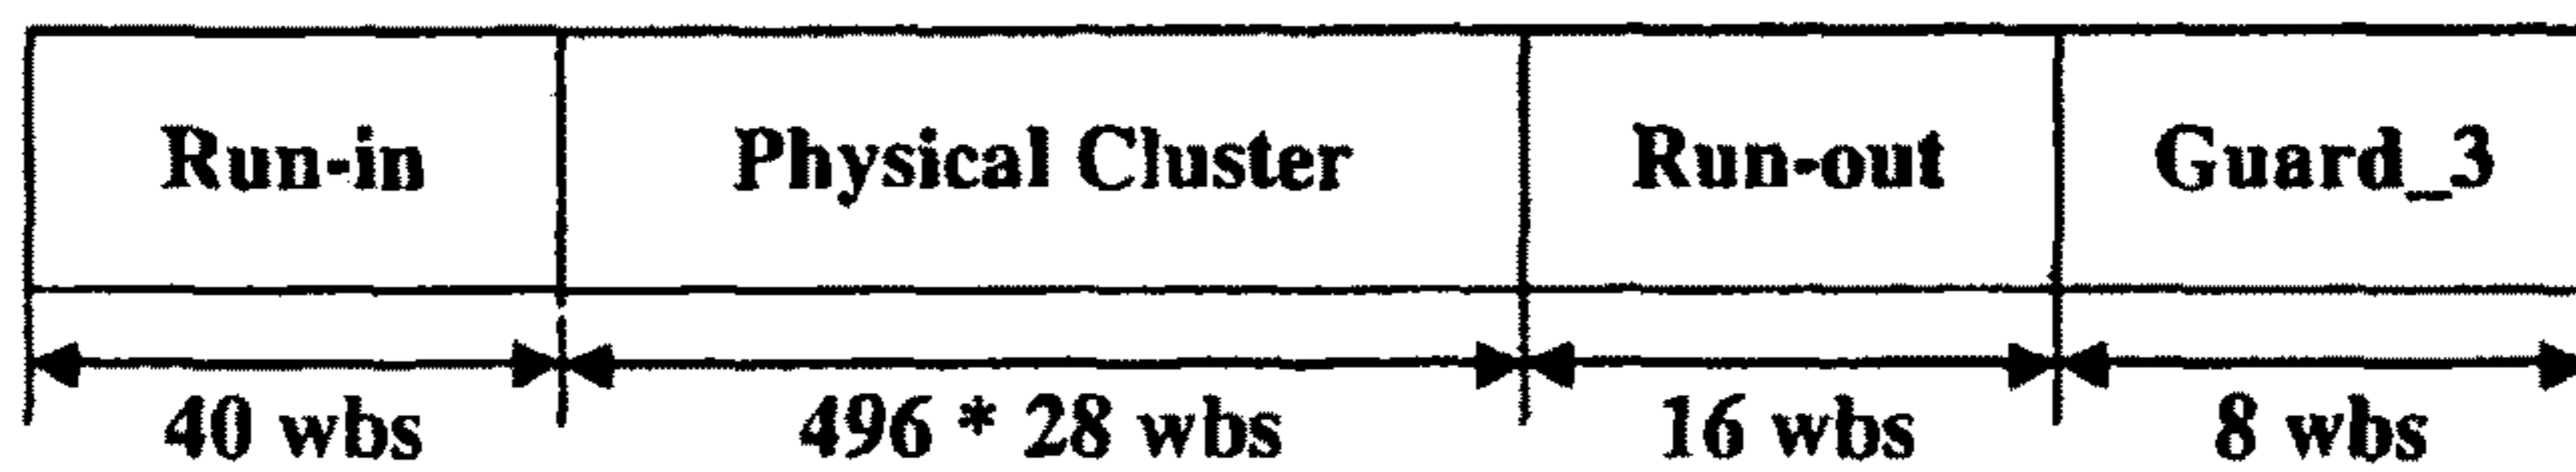 Run-in Physical Cluster Run-out Guard_3
40 wbs 496 * 28 wbs 16 wbs 8 wbs